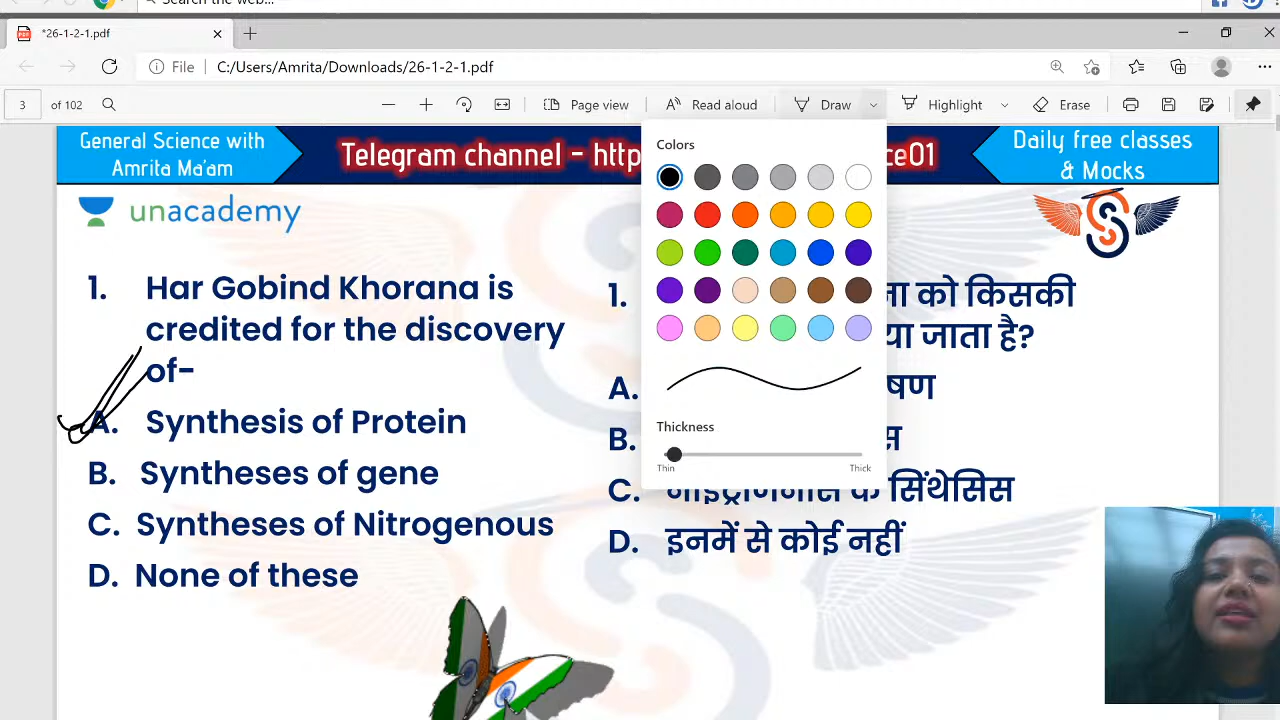 Search the web...
*26-1-2-1.pdf
File C:/Users/Amrita/Downloads/26-1-2-1.pdf
3 of 102 Page view Read aloud Draw Highlight Erase
General Science with
Amrita Ma'am
Telegram channel - http
ce01
Daily free classes
& Mocks
unacademy
Colors
Thickness
Thin Thick
1. Har Gobind Khorana is
credited for the discovery
of-
A. Synthesis of Protein
B. Syntheses of gene
C. Syntheses of Nitrogenous
D. None of these
1. को किसकी
जाता है?
A.
B.
C. सिंथेसिस
D. इनमें से कोई नहीं